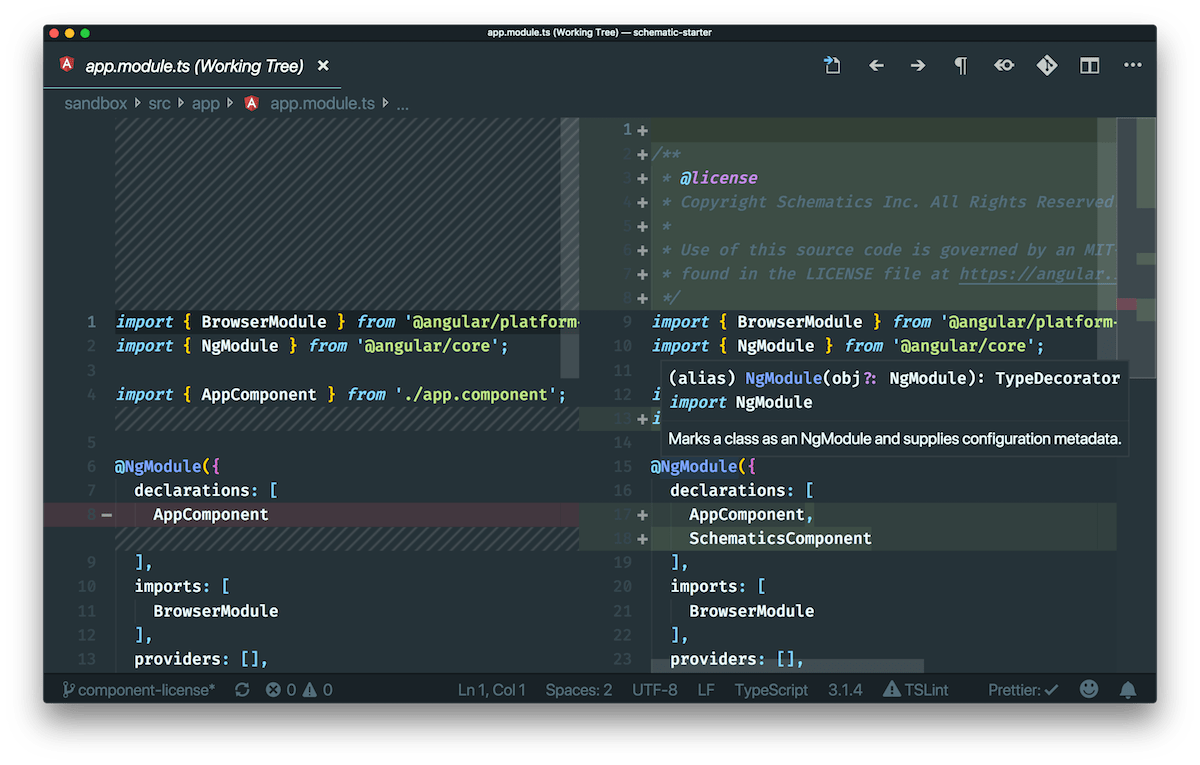 app.module.ts (Working Tree) — schematic-starter
app.module.ts (Working Tree)
sandbox src app app.module.ts ...
1 import { BrowserModule } from '@angular/platform-
2 import { NgModule } from '@angular/core';
3
4 import { AppComponent } from './app.component';
5
6 @NgModule({
7 declarations: [
8 − AppComponent
9 ],
10 imports: [
11 BrowserModule
12 ],
13 providers: [],
1 +
2 + /**
3 + * @license
4 + * Copyright Schematics Inc. All Rights Reserved
5 + *
6 + * Use of this source code is governed by an MIT-
7 + * found in the LICENSE file at https://angular.
8 + */
9 import { BrowserModule } from '@angular/platform-
10 import { NgModule } from '@angular/core';
11
12 i
13 + i
14
15 @NgModule({
16 declarations: [
17 + AppComponent,
18 + SchematicsComponent
19 ],
20 imports: [
21 BrowserModule
22 ],
23 providers: [],
(alias) NgModule(obj?: NgModule): TypeDecorator
import NgModule
Marks a class as an NgModule and supplies configuration metadata.
component-license* 0 0 Ln 1, Col 1 Spaces: 2 UTF-8 LF TypeScript 3.1.4 TSLint Prettier: ✓